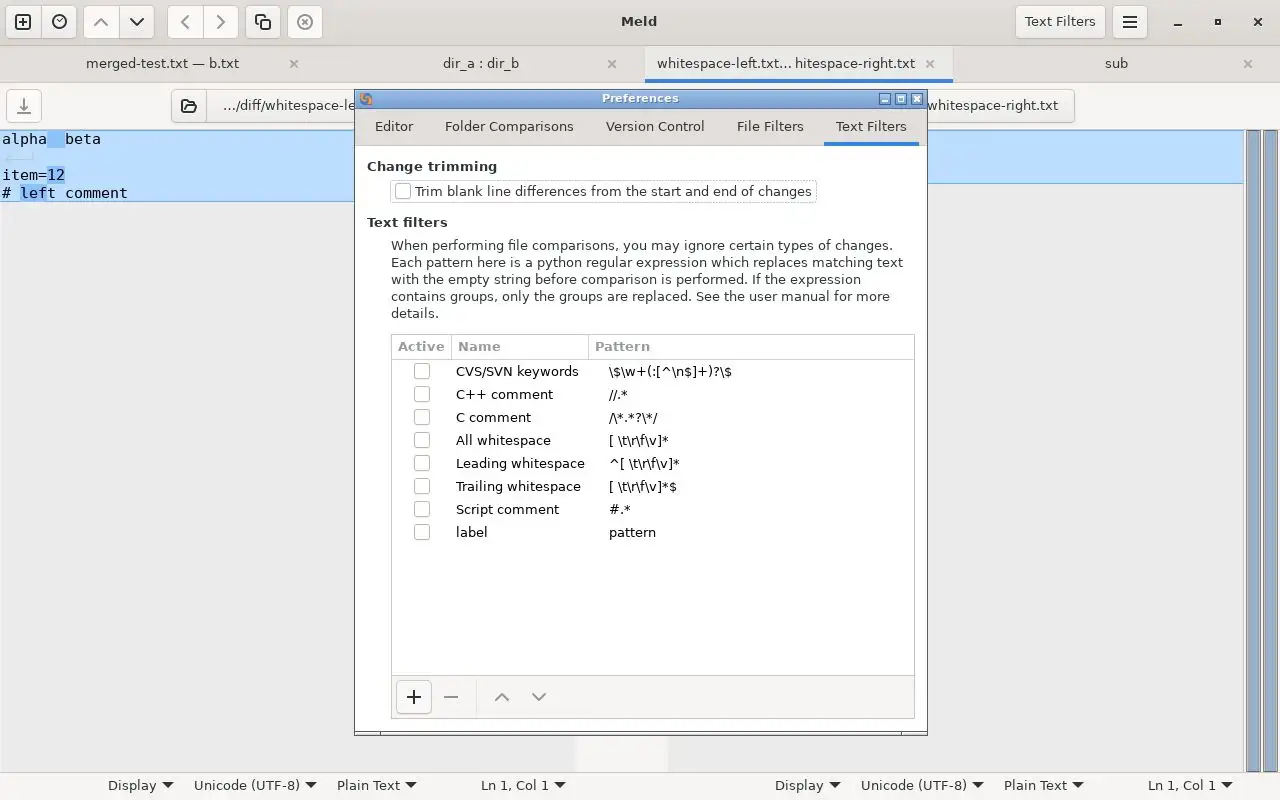 Meld
Text Filters
merged-test.txt — b.txt
dir_a : dir_b
whitespace-left.txt... hitespace-right.txt
sub
.../diff/whitespace-le
whitespace-right.txt
alpha  beta
item=12
# left comment
Preferences
Editor
Folder Comparisons
Version Control
File Filters
Text Filters
Change trimming
Trim blank line differences from the start and end of changes
Text filters
When performing file comparisons, you may ignore certain types of changes.
Each pattern here is a python regular expression which replaces matching text
with the empty string before comparison is performed. If the expression
contains groups, only the groups are replaced. See the user manual for more
details.
Active Name Pattern
CVS/SVN keywords \$\w+(:[^\n$]+)?\$
C++ comment //.*
C comment /\*.*?\*/
All whitespace [ \t\r\f\v]*
Leading whitespace ^[ \t\r\f\v]*
Trailing whitespace [ \t\r\f\v]*$
Script comment #.*
label pattern
Display Unicode (UTF-8) Plain Text Ln 1, Col 1
Display Unicode (UTF-8) Plain Text Ln 1, Col 1